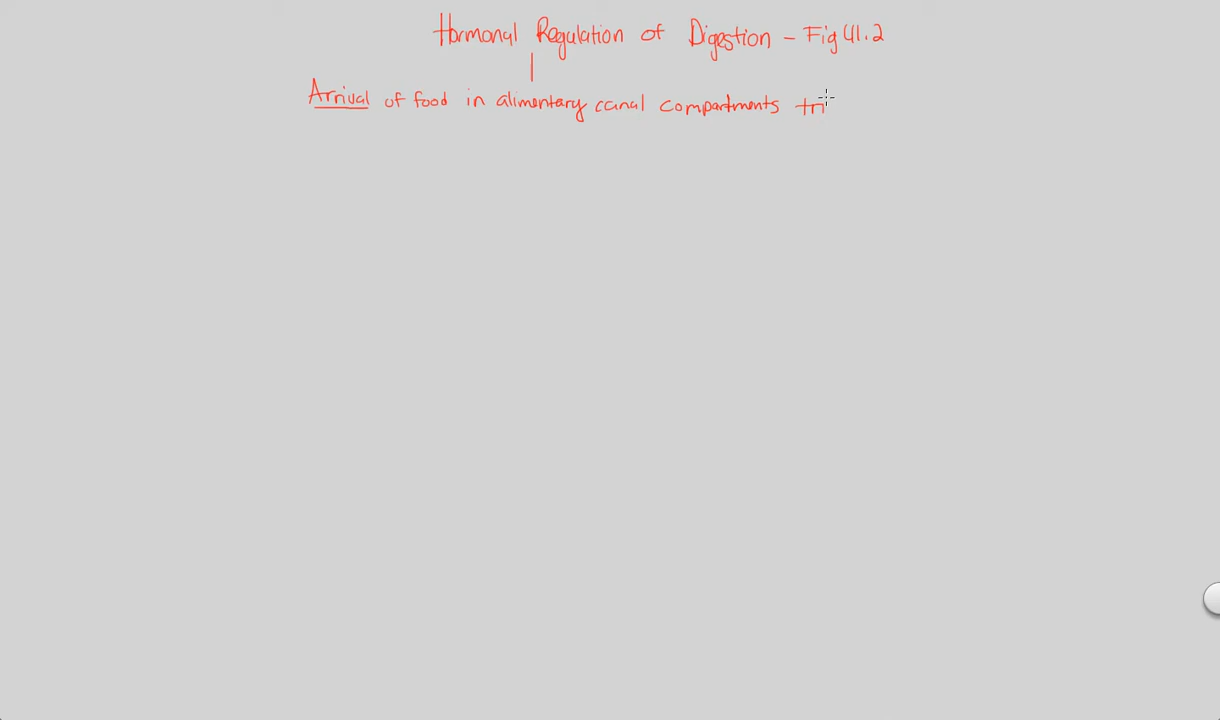 Hormonal Regulation of Digestion - Fig 41.2
Arrival of food in alimentary canal compartments tri